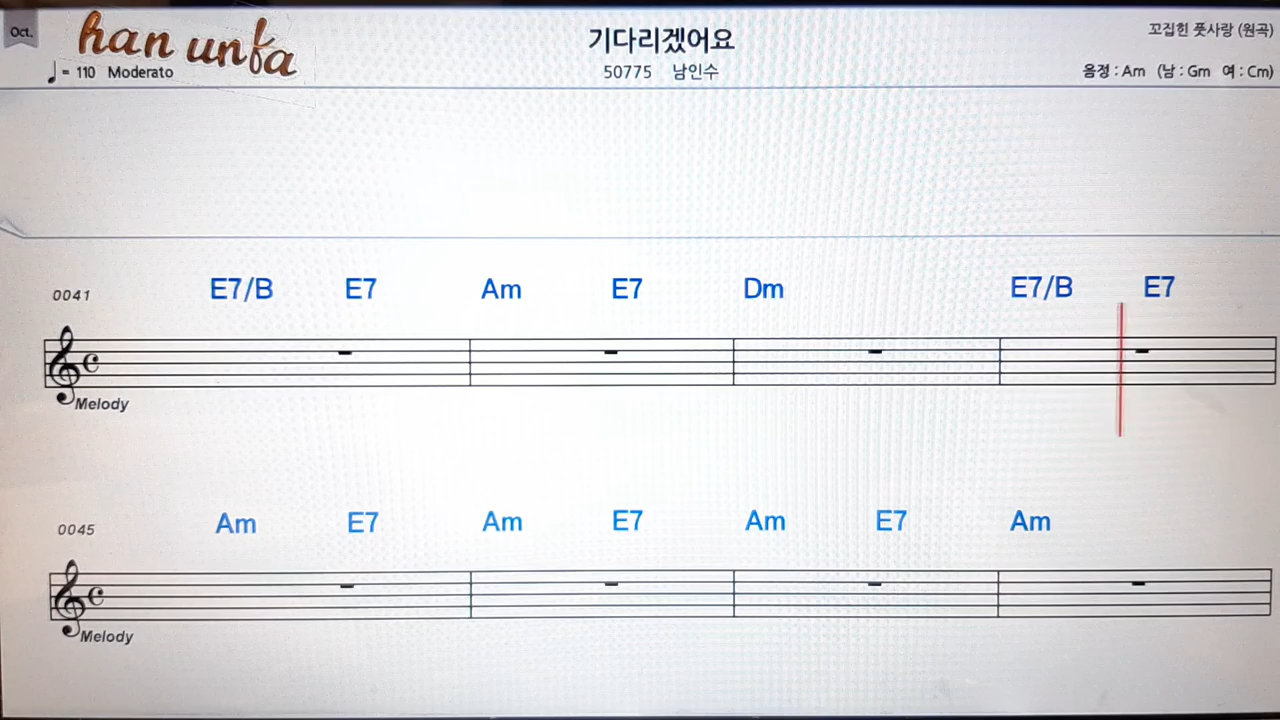 Oct.
han unfa
기다리겠어요
꼬집힌 풋사랑 (원곡)
♩= 110 Moderato
50775 남인수
음정 : Am (남 : Gm 여 : Cm)
0041 E7/B E7 Am E7 Dm E7/B E7
Melody
0045 Am E7 Am E7 Am E7 Am
Melody